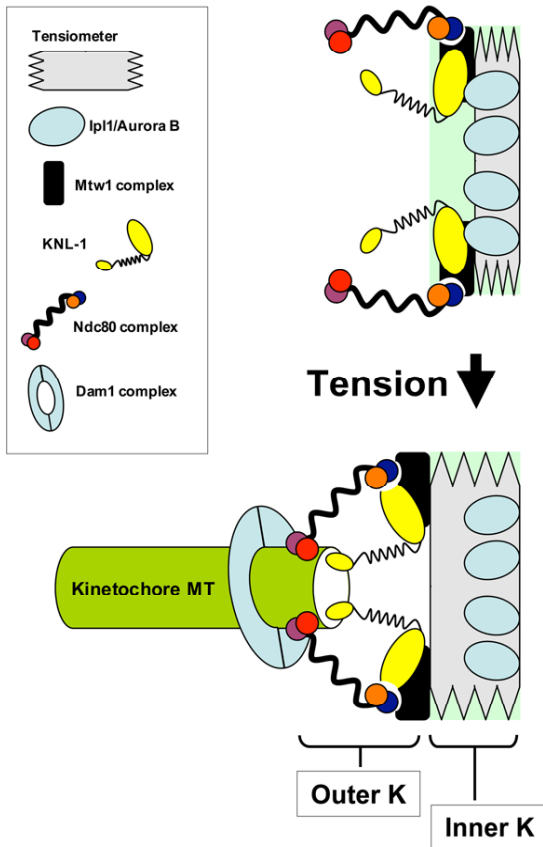 Tensiometer
Ipl1/Aurora B
Mtw1 complex
KNL-1
Ndc80 complex
Dam1 complex
Tension
Kinetochore MT
Outer K
Inner K